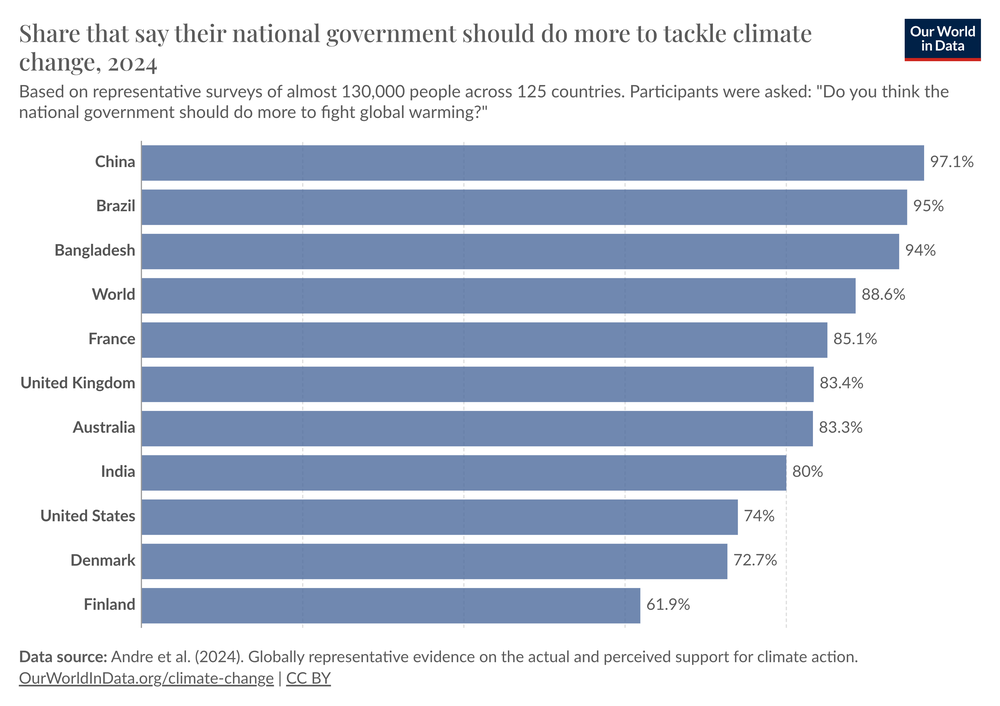 Share that say their national government should do more to tackle climate
change, 2024
Our World
in Data
Based on representative surveys of almost 130,000 people across 125 countries. Participants were asked: "Do you think the
national government should do more to fight global warming?"
China 97.1%
Brazil 95%
Bangladesh 94%
World 88.6%
France 85.1%
United Kingdom 83.4%
Australia 83.3%
India 80%
United States 74%
Denmark 72.7%
Finland 61.9%
Data source: Andre et al. (2024). Globally representative evidence on the actual and perceived support for climate action.
OurWorldInData.org/climate-change | CC BY